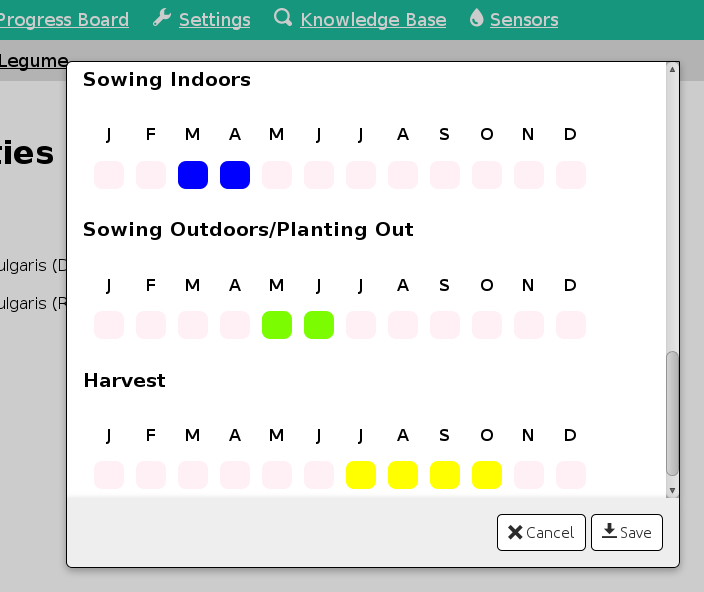 Progress Board Settings Knowledge Base Sensors
Legume
ties
Sowing Indoors
J F M A M J J A S O N D
Sowing Outdoors/Planting Out
ulgaris (D
J F M A M J J A S O N D
ulgaris (R
Harvest
J F M A M J J A S O N D
Cancel Save